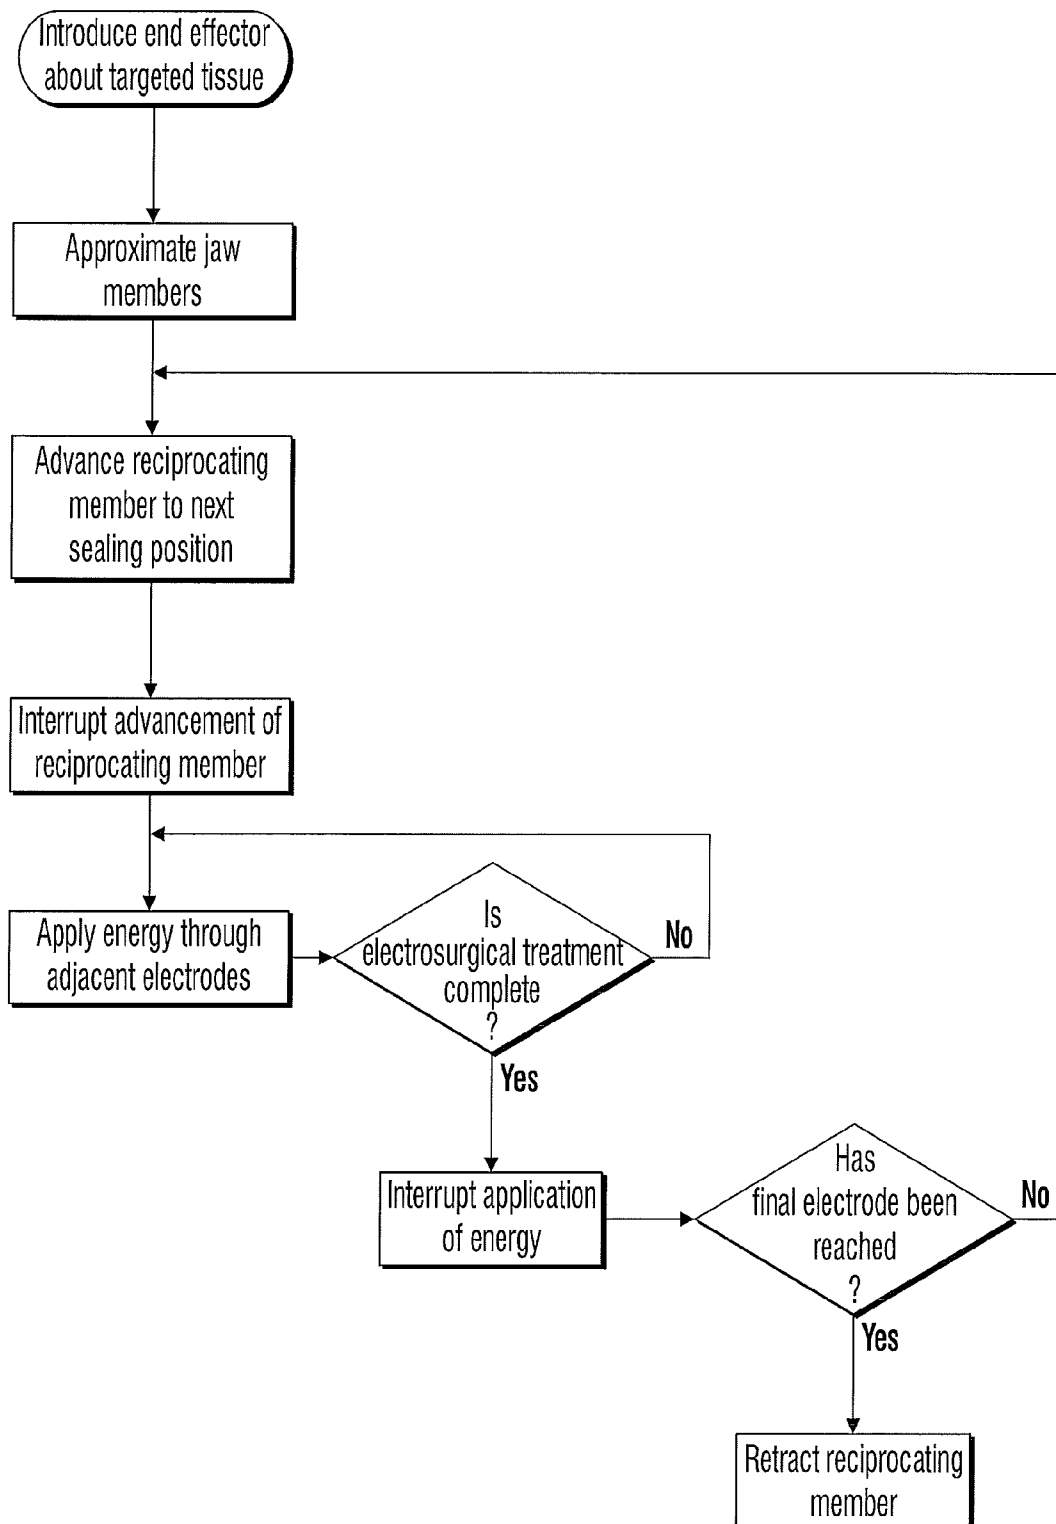 Introduce end effector
about targeted tissue
Approximate jaw
members
Advance reciprocating
member to next
sealing position
Interrupt advancement of
reciprocating member
Apply energy through
adjacent electrodes
Is
electrosurgical treatment
complete
?
No
Yes
Interrupt application
of energy
Has
final electrode been
reached
?
No
Yes
Retract reciprocating
member